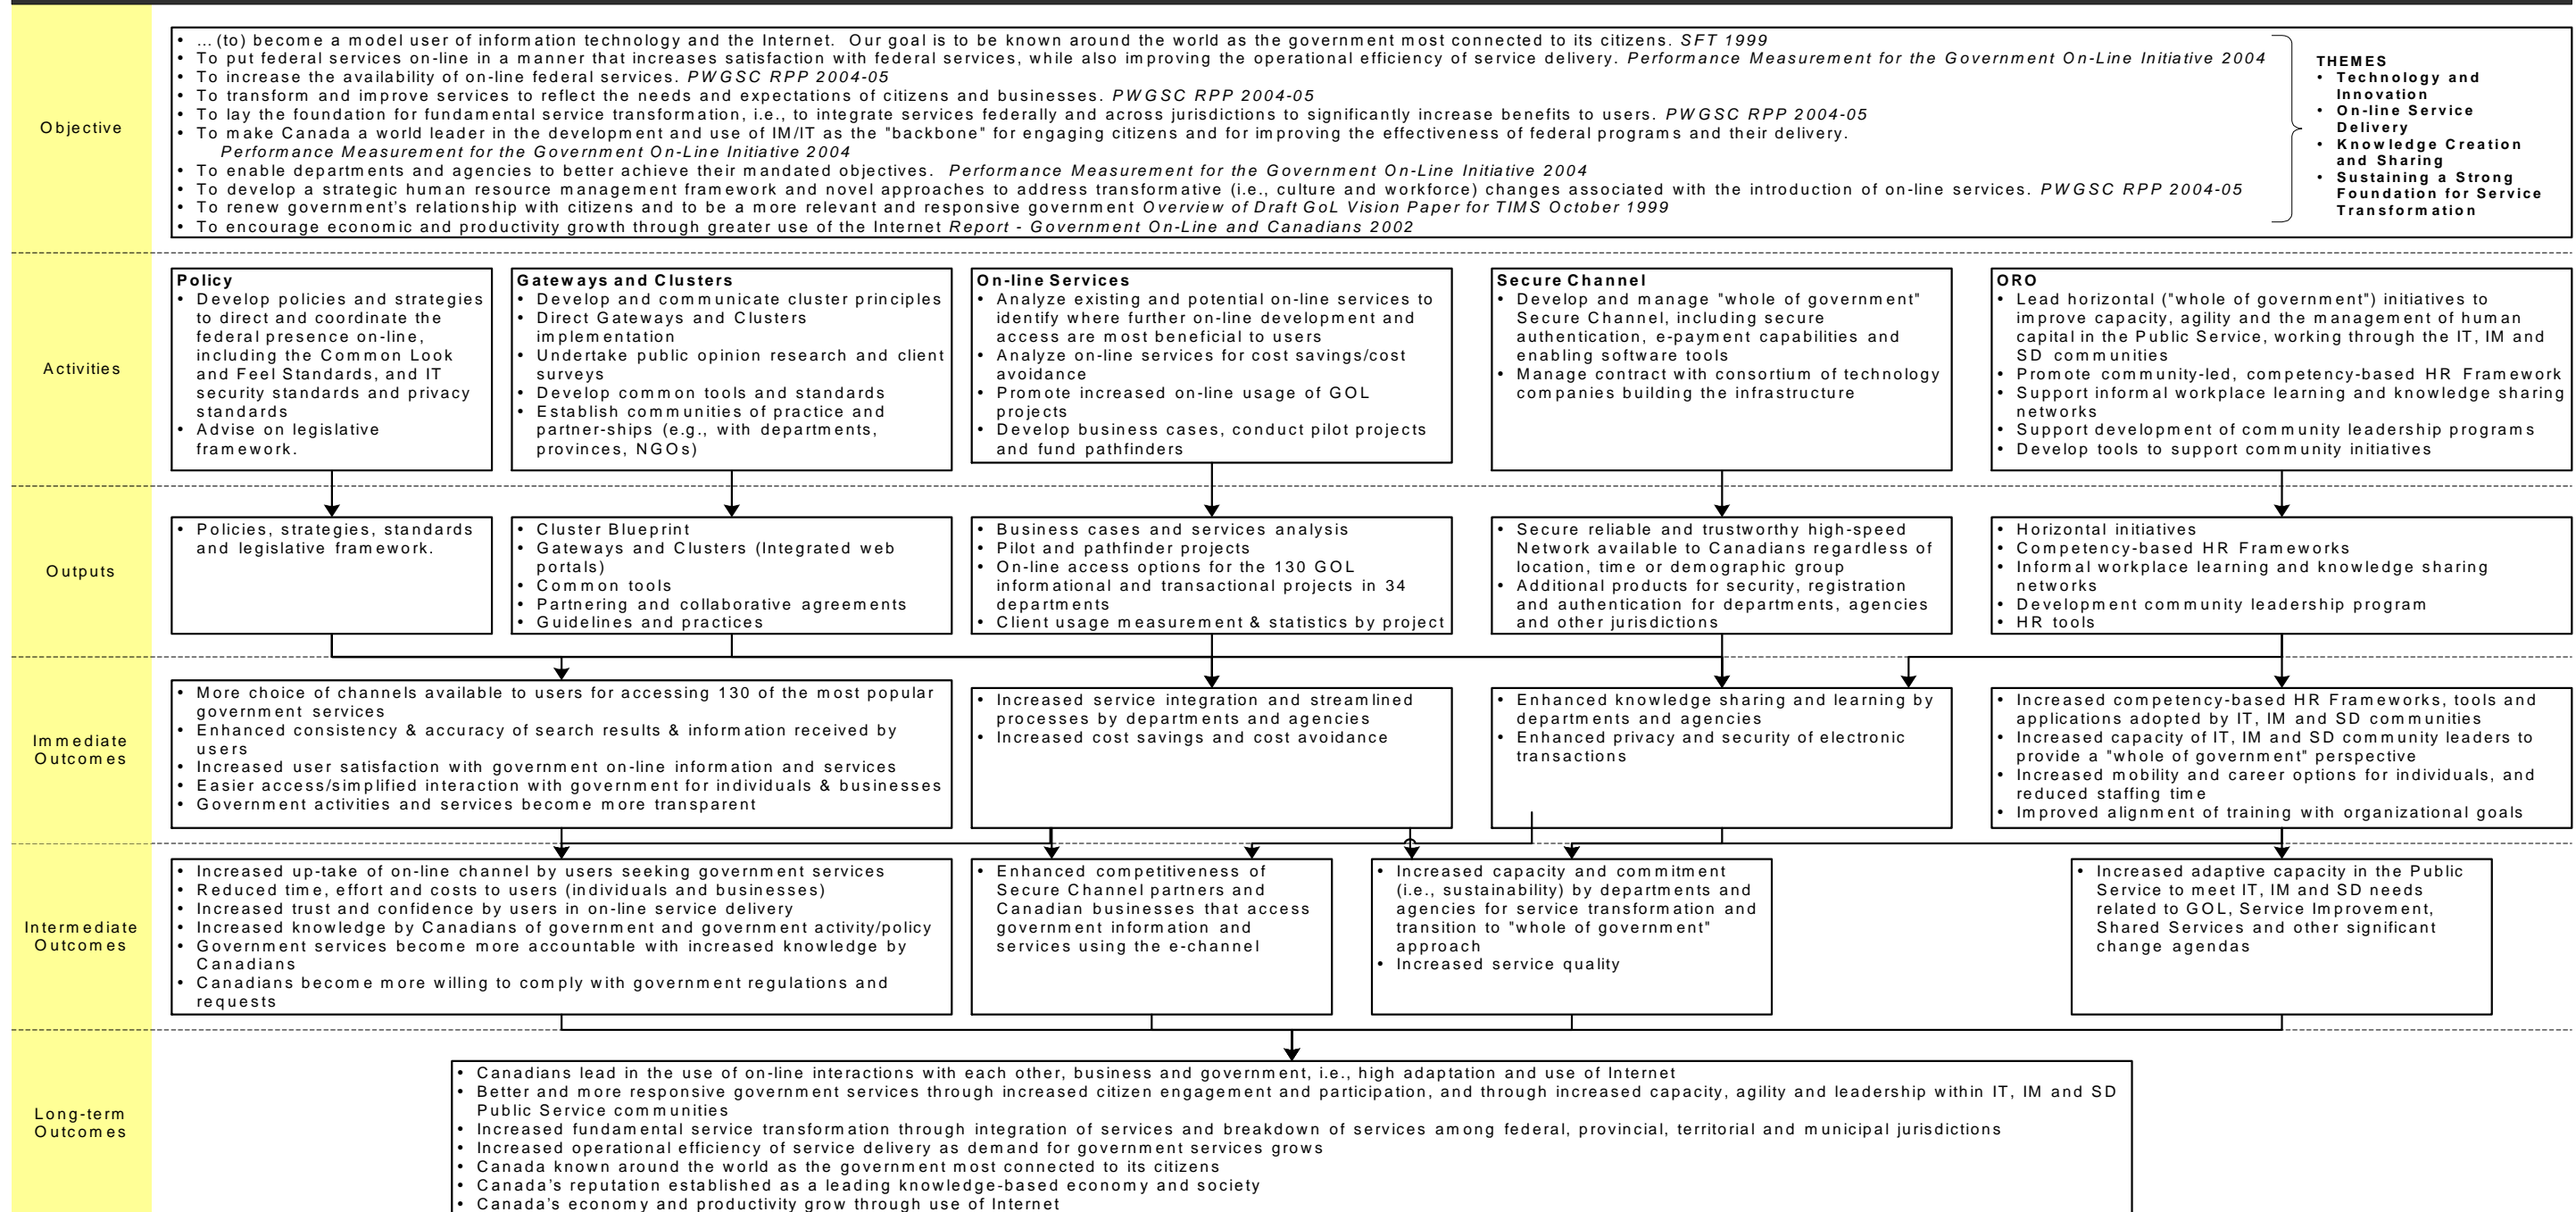 Objective
• ...(to) become a model user of information technology and the Internet. Our goal is to be known around the world as the government most connected to its citizens. SFT 1999
• To put federal services on-line in a manner that increases satisfaction with federal services, while also improving the operational efficiency of service delivery. Performance Measurement for the Government On-Line Initiative 2004
• To increase the availability of on-line federal services. PWGSC RPP 2004-05
• To transform and improve services to reflect the needs and expectations of citizens and businesses. PWGSC RPP 2004-05
• To lay the foundation for fundamental service transformation, i.e., to integrate services federally and across jurisdictions to significantly increase benefits to users. PWGSC RPP 2004-05
• To make Canada a world leader in the development and use of IM/IT as the "backbone" for engaging citizens and for improving the effectiveness of federal programs and their delivery.
Performance Measurement for the Government On-Line Initiative 2004
• To enable departments and agencies to better achieve their mandated objectives. Performance Measurement for the Government On-Line Initiative 2004
• To develop a strategic human resource management framework and novel approaches to address transformative (i.e., culture and workforce) changes associated with the introduction of on-line services. PWGSC RPP 2004-05
• To renew government's relationship with citizens and to be a more relevant and responsive government Overview of Draft GoL Vision Paper for TIMS October 1999
• To encourage economic and productivity growth through greater use of the Internet Report - Government On-Line and Canadians 2002
THEMES
• Technology and
Innovation
• On-line Service
Delivery
• Knowledge Creation
and Sharing
• Sustaining a Strong
Foundation for Service
Transformation
Activities
Policy
• Develop policies and strategies
to direct and coordinate the
federal presence on-line,
including the Common Look
and Feel Standards, and IT
security standards and privacy
standards
• Advise on legislative
framework.
Gateways and Clusters
• Develop and communicate cluster principles
• Direct Gateways and Clusters
implementation
• Undertake public opinion research and client
surveys
• Develop common tools and standards
• Establish communities of practice and
partner-ships (e.g., with departments,
provinces, NGOs)
On-line Services
• Analyze existing and potential on-line services to
identify where further on-line development and
access are most beneficial to users
• Analyze on-line services for cost savings/cost
avoidance
• Promote increased on-line usage of GOL
projects
• Develop business cases, conduct pilot projects
and fund pathfinders
Secure Channel
• Develop and manage "whole of government"
Secure Channel, including secure
authentication, e-payment capabilities and
enabling software tools
• Manage contract with consortium of technology
companies building the infrastructure
ORO
• Lead horizontal ("whole of government") initiatives to
improve capacity, agility and the management of human
capital in the Public Service, working through the IT, IM and
SD communities
• Promote community-led, competency-based HR Framework
• Support informal workplace learning and knowledge sharing
networks
• Support development of community leadership programs
• Develop tools to support community initiatives
Outputs
• Policies, strategies, standards
and legislative framework.
• Cluster Blueprint
• Gateways and Clusters (Integrated web
portals)
• Common tools
• Partnering and collaborative agreements
• Guidelines and practices
• Business cases and services analysis
• Pilot and pathfinder projects
• On-line access options for the 130 GOL
informational and transactional projects in 34
departments
• Client usage measurement & statistics by project
• Secure reliable and trustworthy high-speed
Network available to Canadians regardless of
location, time or demographic group
• Additional products for security, registration
and authentication for departments, agencies
and other jurisdictions
• Horizontal initiatives
• Competency-based HR Frameworks
• Informal workplace learning and knowledge sharing
networks
• Development community leadership program
• HR tools
Immediate
Outcomes
• More choice of channels available to users for accessing 130 of the most popular
government services
• Enhanced consistency & accuracy of search results & information received by
users
• Increased user satisfaction with government on-line information and services
• Easier access/simplified interaction with government for individuals & businesses
• Government activities and services become more transparent
• Increased service integration and streamlined
processes by departments and agencies
• Increased cost savings and cost avoidance
• Enhanced knowledge sharing and learning by
departments and agencies
• Enhanced privacy and security of electronic
transactions
• Increased competency-based HR Frameworks, tools and
applications adopted by IT, IM and SD communities
• Increased capacity of IT, IM and SD community leaders to
provide a "whole of government" perspective
• Increased mobility and career options for individuals, and
reduced staffing time
• Improved alignment of training with organizational goals
Intermediate
Outcomes
• Increased up-take of on-line channel by users seeking government services
• Reduced time, effort and costs to users (individuals and businesses)
• Increased trust and confidence by users in on-line service delivery
• Increased knowledge by Canadians of government and government activity/policy
• Government services become more accountable with increased knowledge by
Canadians
• Canadians become more willing to comply with government regulations and
requests
• Enhanced competitiveness of
Secure Channel partners and
Canadian businesses that access
government information and
services using the e-channel
• Increased capacity and commitment
(i.e., sustainability) by departments and
agencies for service transformation and
transition to "whole of government"
approach
• Increased service quality
• Increased adaptive capacity in the Public
Service to meet IT, IM and SD needs
related to GOL, Service Improvement,
Shared Services and other significant
change agendas
Long-term
Outcomes
• Canadians lead in the use of on-line interactions with each other, business and government, i.e., high adaptation and use of Internet
• Better and more responsive government services through increased citizen engagement and participation, and through increased capacity, agility and leadership within IT, IM and SD
Public Service communities
• Increased fundamental service transformation through integration of services and breakdown of services among federal, provincial, territorial and municipal jurisdictions
• Increased operational efficiency of service delivery as demand for government services grows
• Canada known around the world as the government most connected to its citizens
• Canada's reputation established as a leading knowledge-based economy and society
• Canada's economy and productivity grow through use of Internet